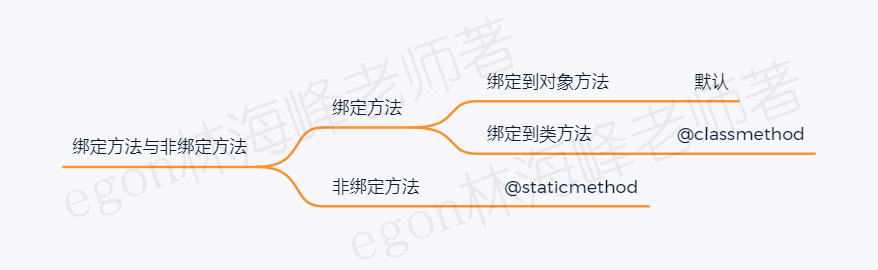 绑定方法与非绑定方法
绑定方法
绑定到对象方法 默认
绑定到类方法 @classmethod
非绑定方法 @staticmethod
egon林海峰老师著
egon林海峰老师著